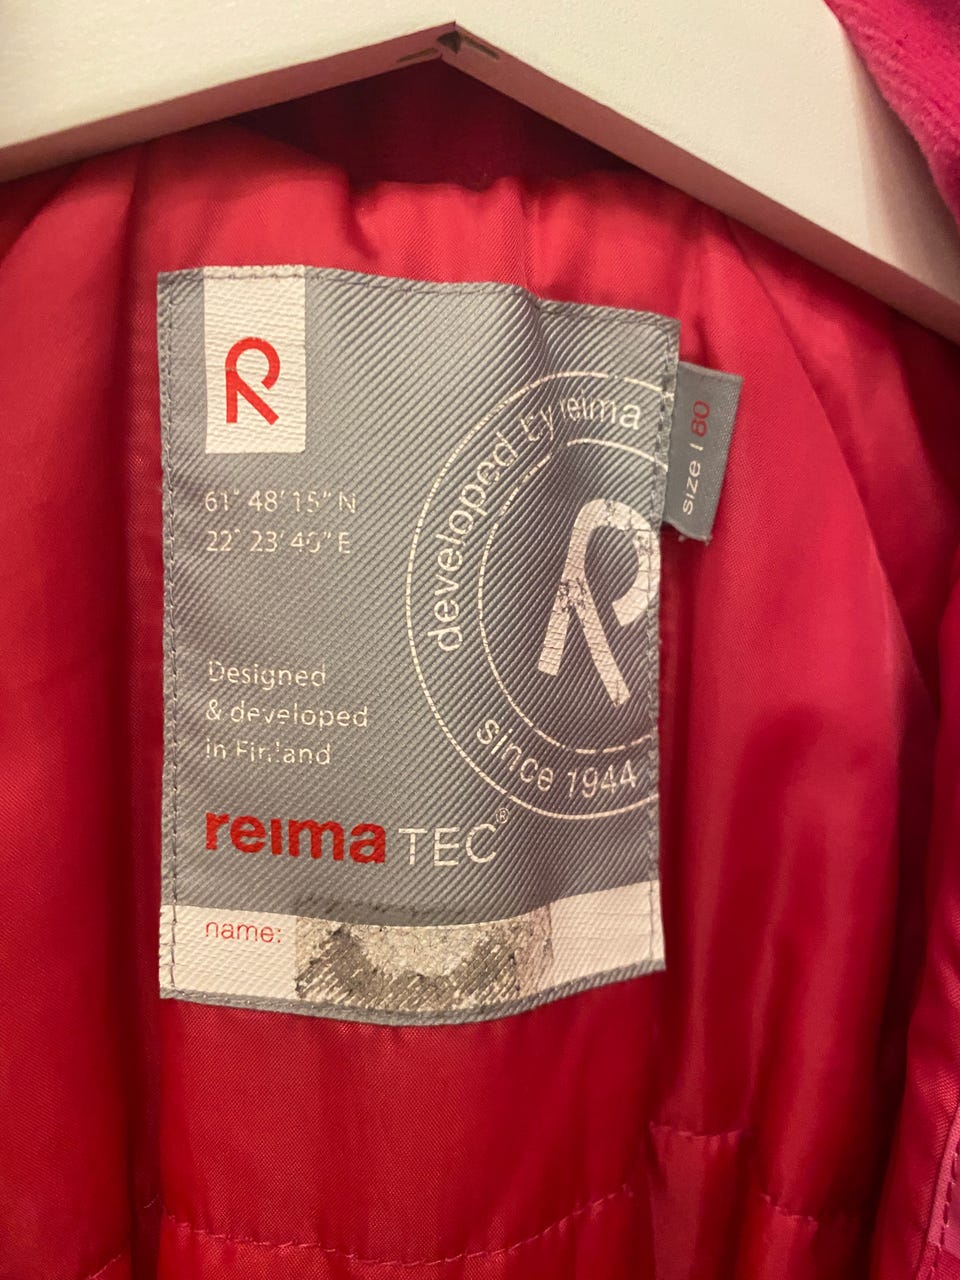 R
61° 48' 15" N
22° 23' 40" E
developed by reima
R
since 1944
size | 80
Designed
& developed
in Finland
reima TEC®
name: